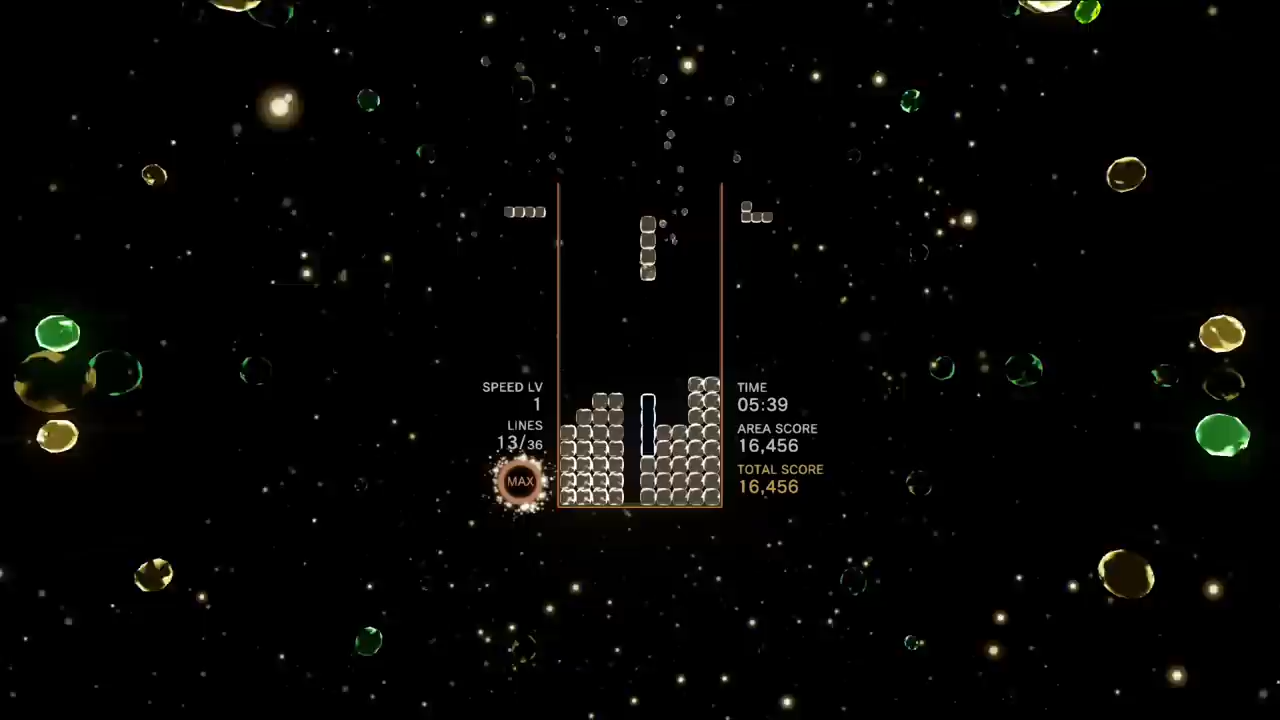 SPEED LV
1
LINES
13/36
MAX
TIME
05:39
AREA SCORE
16,456
TOTAL SCORE
16,456